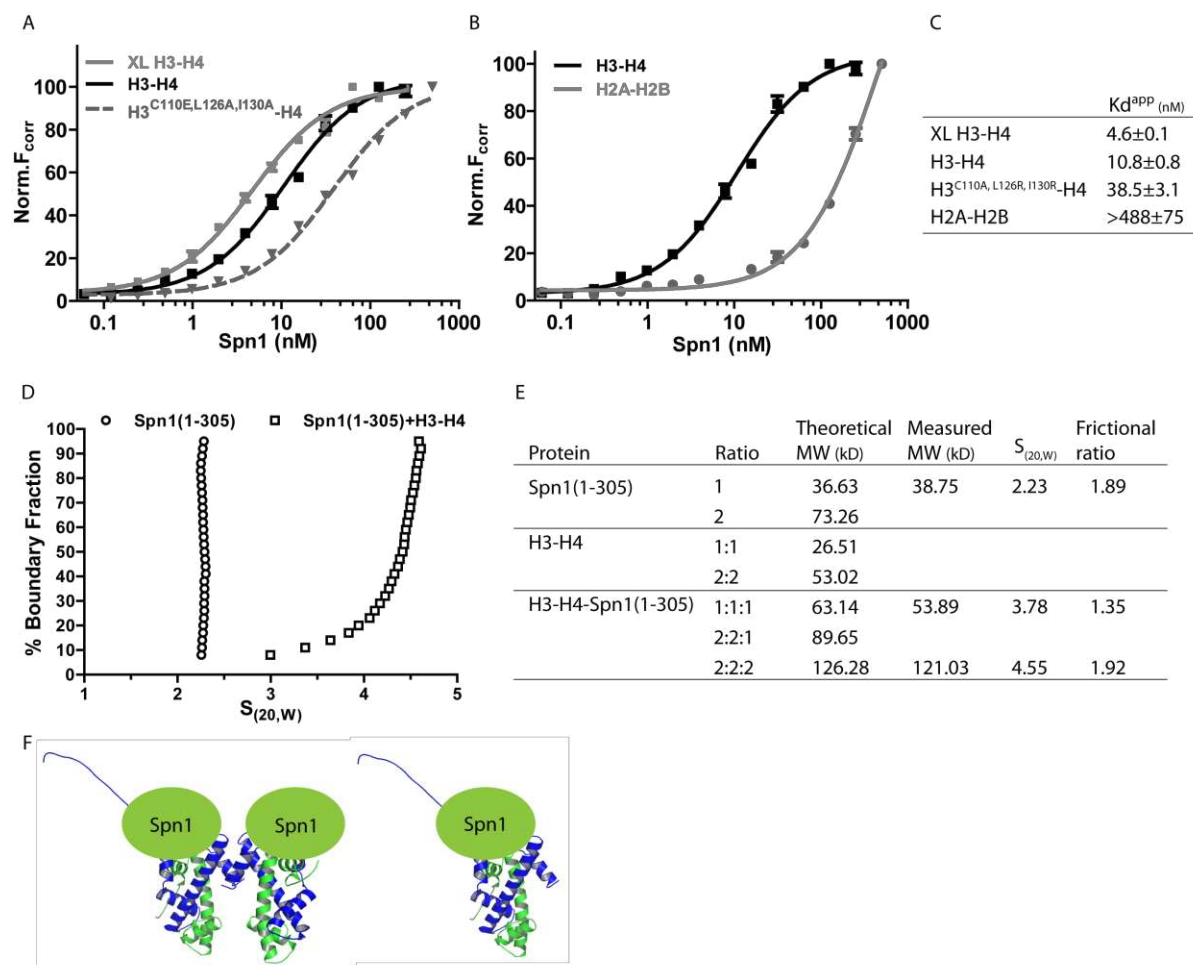 A
XL H3-H4
H3-H4
H3C110E,L126A,I130A-H4
100
80
60
40
20
0
Norm.Fcorr
0.1 1 10 100 1000
Spn1 (nM)
B
H3-H4
H2A-H2B
100
80
60
40
20
0
Norm.Fcorr
0.1 1 10 100 1000
Spn1 (nM)
C
Kdapp (nM)
XL H3-H4 4.6±0.1
H3-H4 10.8±0.8
H3C110A, L126R, I130R-H4 38.5±3.1
H2A-H2B >488±75
D
Spn1(1-305) Spn1(1-305)+H3-H4
100
90
80
70
60
50
40
30
20
10
0
% Boundary Fraction
1 2 3 4 5
S(20,W)
E
Theoretical Measured Frictional
Protein Ratio MW (kD) MW (kD) S(20,W) ratio
Spn1(1-305) 1 36.63 38.75 2.23 1.89
2 73.26
H3-H4 1:1 26.51
2:2 53.02
H3-H4-Spn1(1-305) 1:1:1 63.14 53.89 3.78 1.35
2:2:1 89.65
2:2:2 126.28 121.03 4.55 1.92
F
Spn1 Spn1 Spn1